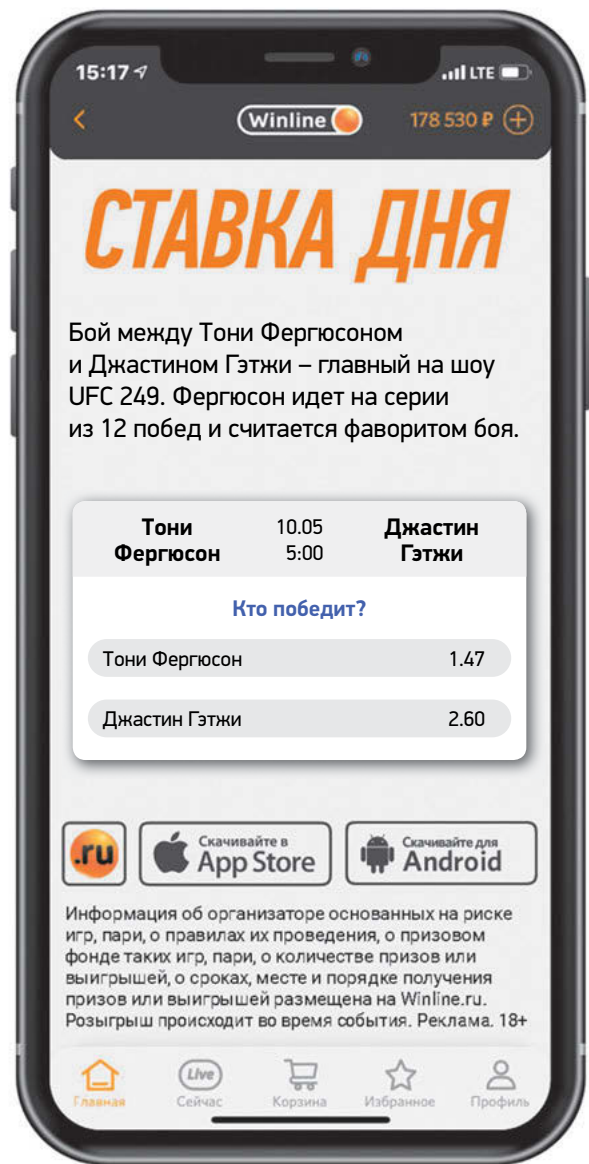 15:17 LTE
Winline 178 530 ₽
СТАВКА ДНЯ
Бой между Тони Фергюсоном
и Джастином Гэтжи – главный на шоу
UFC 249. Фергюсон идет на серии
из 12 побед и считается фаворитом боя.
Тони 10.05 Джастин
Фергюсон 5:00 Гэтжи
Кто победит?
Тони Фергюсон 1.47
Джастин Гэтжи 2.60
.ru Скачивайте в App Store Скачивайте для Android
Информация об организаторе основанных на риске
игр, пари, о правилах их проведения, о призовом
фонде таких игр, пари, о количестве призов или
выигрышей, о сроках, месте и порядке получения
призов или выигрышей размещена на Winline.ru.
Розыгрыш происходит во время события. Реклама. 18+
Live
Главная Сейчас Корзина Избранное Профиль